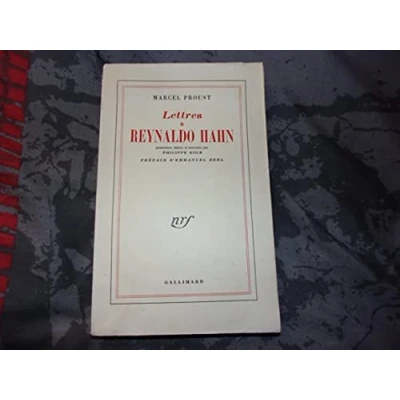 MARCEL PROUST
Lettres
à
REYNALDO HAHN
PRÉSENTÉES, DATÉES ET ANNOTÉES PAR
PHILIPPE KOLB
PRÉFACE D'EMMANUEL BERL
nrf
GALLIMARD